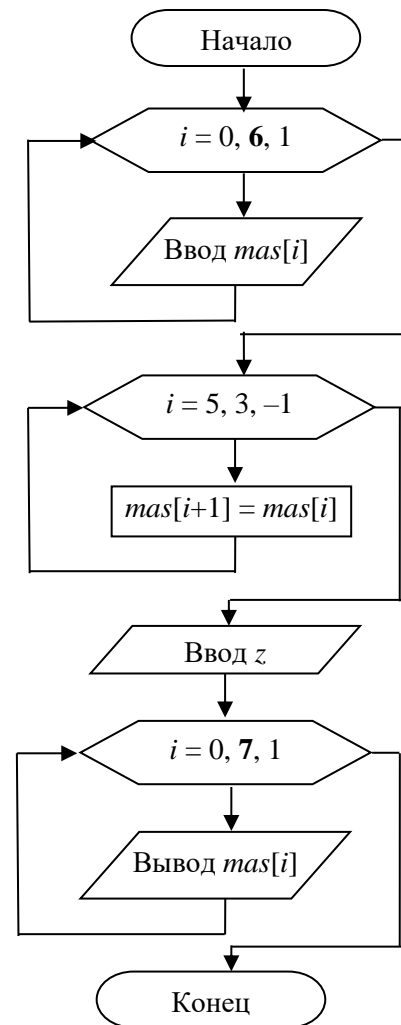 Начало
i = 0, 6, 1
Ввод mas[i]
i = 5, 3, –1
mas[i+1] = mas[i]
Ввод z
i = 0, 7, 1
Вывод mas[i]
Конец